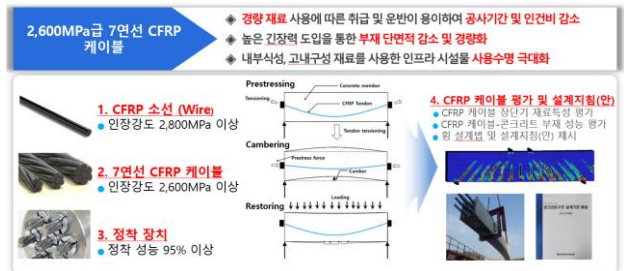 2,600MPa급 7연선 CFRP
케이블
◈ 경량 재료 사용에 따른 취급 및 운반이 용이하여 공사기간 및 인건비 감소
◈ 높은 긴장력 도입을 통한 부재 단면적 감소 및 경량화
◈ 내부식성, 고내구성 재료를 사용한 인프라 시설물 사용수명 극대화
1. CFRP 소선 (Wire)
● 인장강도 2,800MPa 이상
2. 7연선 CFRP 케이블
● 인장강도 2,600MPa 이상
3. 정착 장치
● 정착 성능 95% 이상
Prestressing
Concrete member
Tensioning
CFRP Tendon
Tendon tensioning
Cambering
Prestress force
Camber
Restoring
Loading
4. CFRP 케이블 평가 및 설계지침(안)
● CFRP 케이블 장단기 재료특성 평가
● CFRP 케이블-콘크리트 부재 성능 평가
● 휨 설계법 및 설계지침(안) 제시